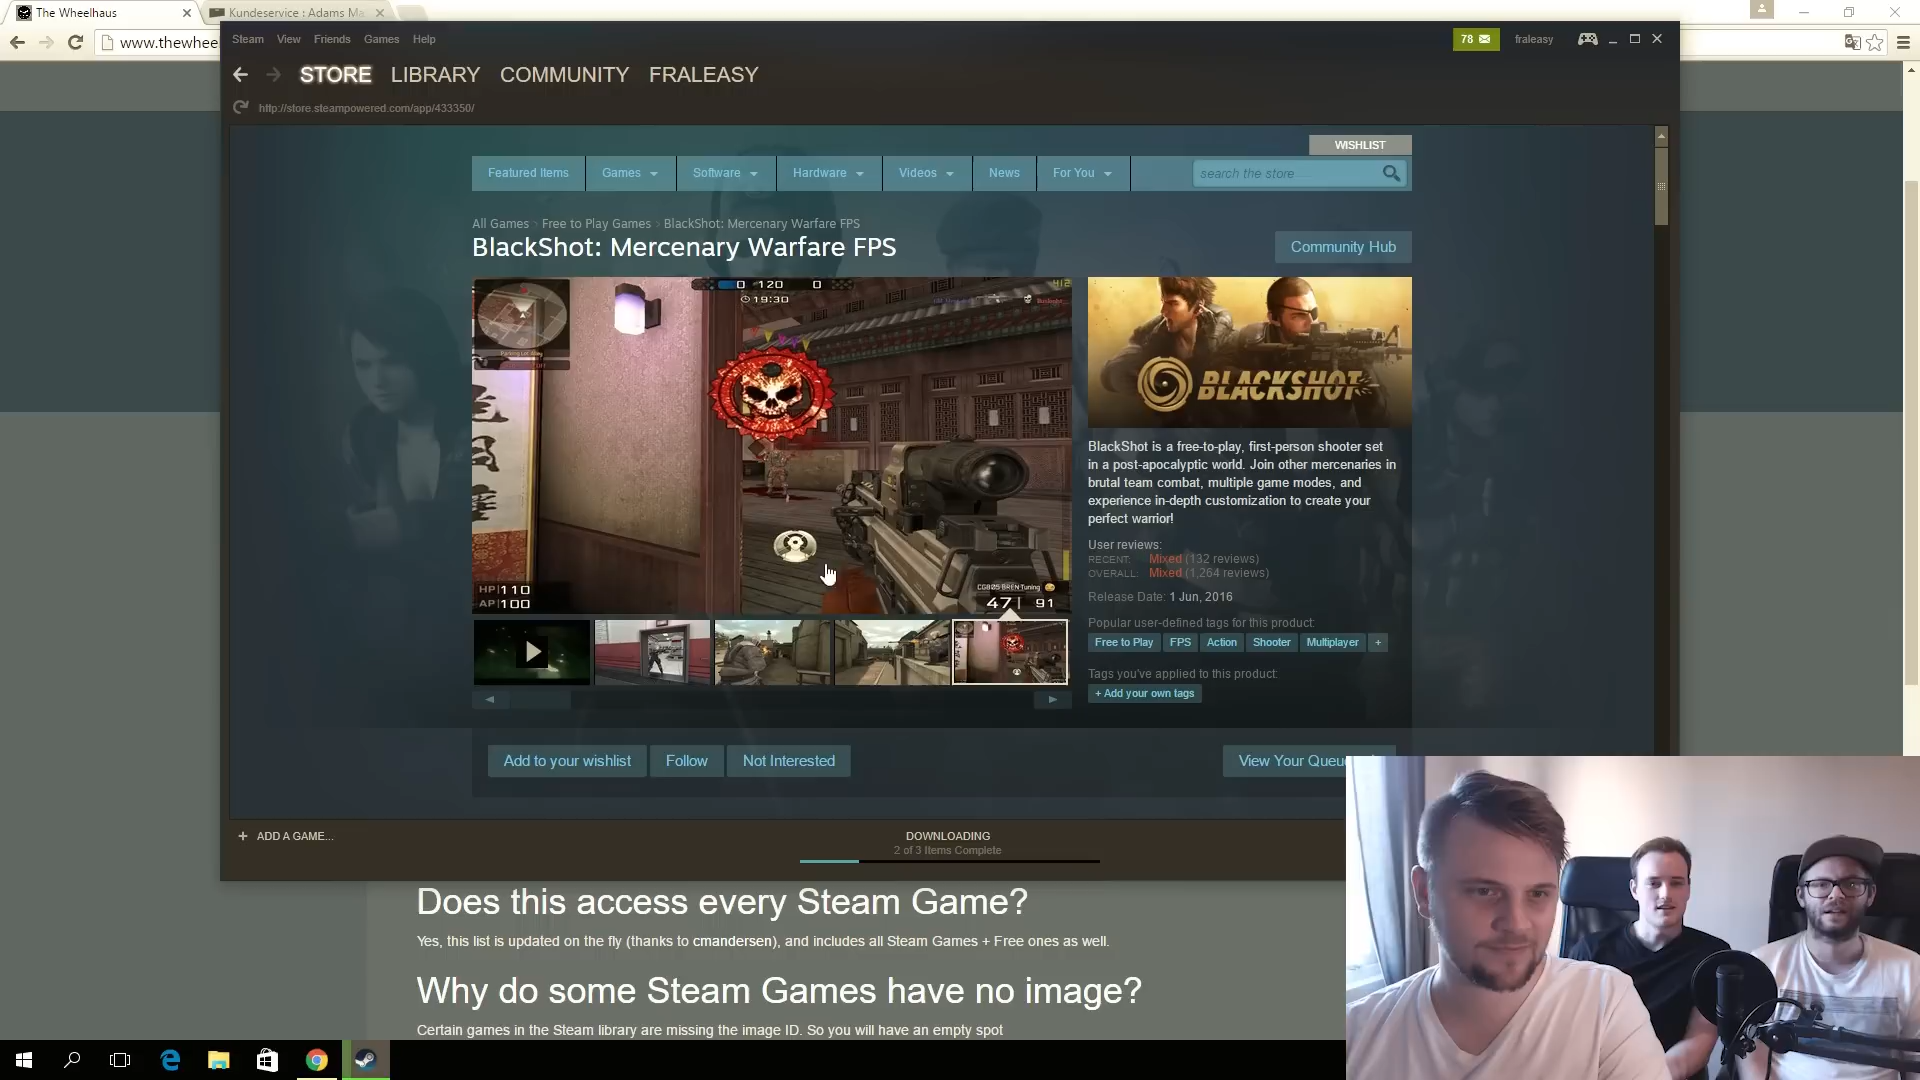 The Wheelhaus
Kundeservice : Adams Ma
www.thewheel
Steam View Friends Games Help
78
fraleasy
STORE LIBRARY COMMUNITY FRALEASY
http://store.steampowered.com/app/433350/
WISHLIST
Featured Items Games Software Hardware Videos News For You
search the store
All Games Free to Play Games BlackShot: Mercenary Warfare FPS
BlackShot: Mercenary Warfare FPS
Community Hub
0 120 0
19:30
412
BLACKSHOT
BlackShot is a free-to-play, first-person shooter set
in a post-apocalyptic world. Join other mercenaries in
brutal team combat, multiple game modes, and
experience in-depth customization to create your
perfect warrior!
User reviews:
RECENT: Mixed (132 reviews)
OVERALL: Mixed (1,264 reviews)
Release Date: 1 Jun, 2016
HP 110
AP 100
47 91
Popular user-defined tags for this product:
Free to Play FPS Action Shooter Multiplayer +
Tags you've applied to this product:
+ Add your own tags
Add to your wishlist Follow Not Interested
View Your Queue
+ ADD A GAME...
DOWNLOADING
2 of 3 Items Complete
Does this access every Steam Game?
Yes, this list is updated on the fly (thanks to cmandersen), and includes all Steam Games + Free ones as well.
Why do some Steam Games have no image?
Certain games in the Steam library are missing the image ID. So you will have an empty spot